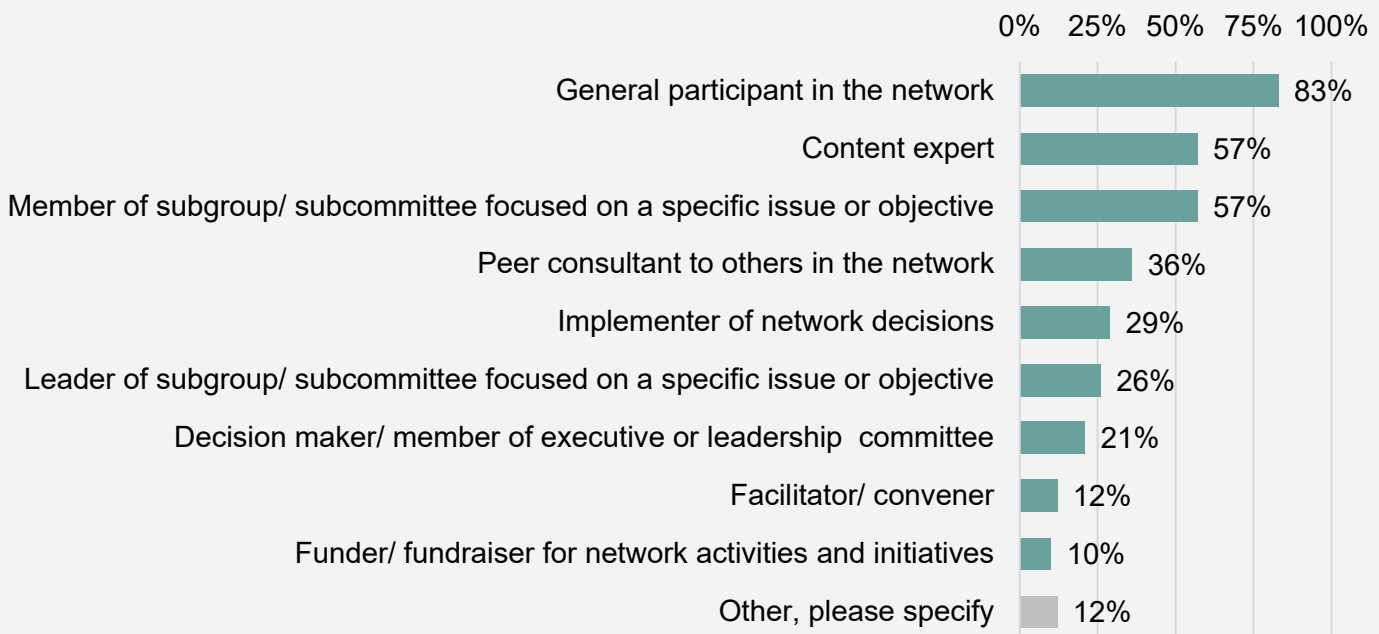 0% 25% 50% 75% 100%
General participant in the network 83%
Content expert 57%
Member of subgroup/ subcommittee focused on a specific issue or objective 57%
Peer consultant to others in the network 36%
Implementer of network decisions 29%
Leader of subgroup/ subcommittee focused on a specific issue or objective 26%
Decision maker/ member of executive or leadership  committee 21%
Facilitator/ convener 12%
Funder/ fundraiser for network activities and initiatives 10%
Other, please specify 12%